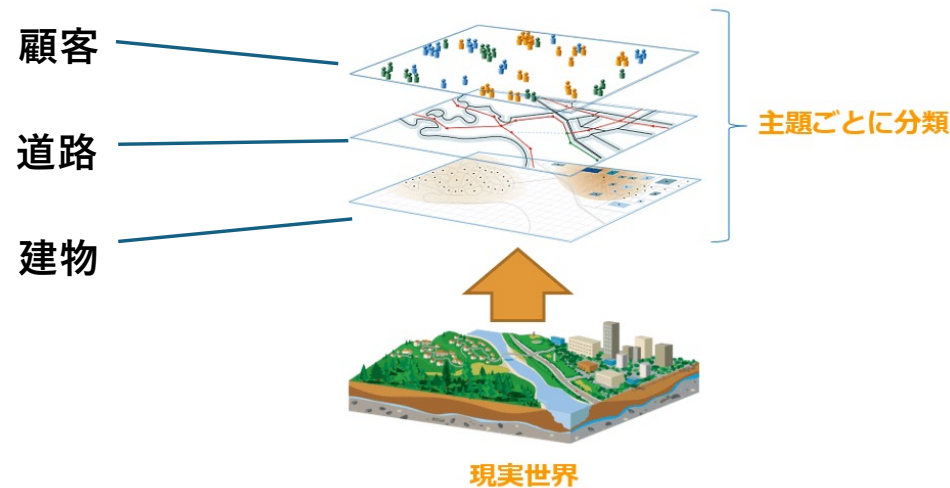 顧客
道路
建物
主題ごとに分類
現実世界